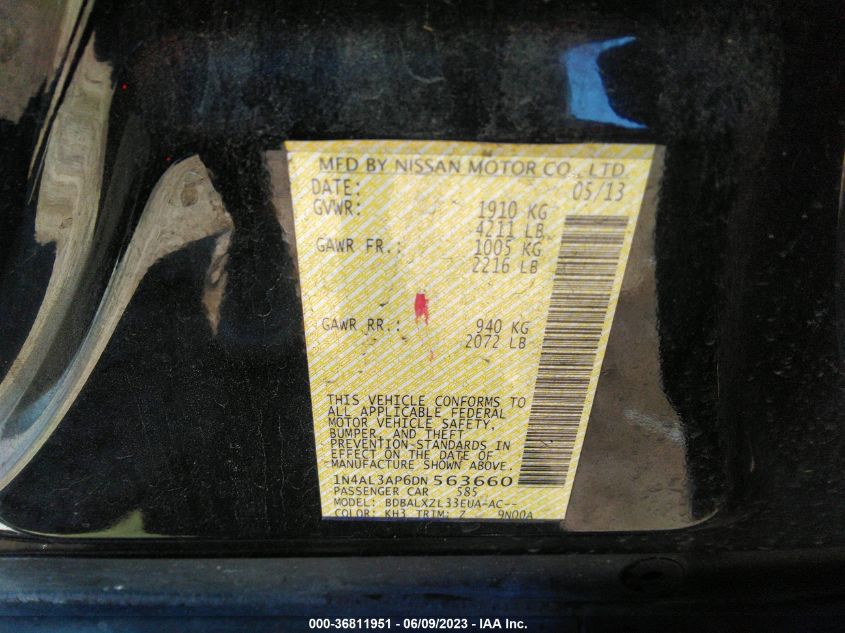 MFD BY NISSAN MOTOR CO., LTD.
DATE: 05/13
GVWR: 1910 KG
4211 LB
GAWR FR.: 1005 KG
2216 LB
GAWR RR.: 940 KG
2072 LB
THIS VEHICLE CONFORMS TO
ALL APPLICABLE FEDERAL
MOTOR VEHICLE SAFETY,
BUMPER, AND THEFT
PREVENTION STANDARDS IN
EFFECT ON THE DATE OF
MANUFACTURE SHOWN ABOVE.
1N4AL3AP6DN 563660
PASSENGER CAR 585
MODEL: BDBALXZL33EUA-AC--
COLOR: KH3 TRIM: Z 9N00A
000-36811951 - 06/09/2023 - IAA Inc.